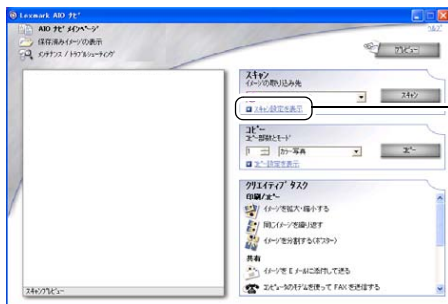 Lexmark AIO ナビ
AIO ナビ メインページ
ヘルプ
保存済みイメージの表示
メンテナンス / トラブルシューティング
プレビュー
スキャン
イメージの取り込み先
スキャン
スキャン設定を表示
コピー
コピー部数とモード
1
カラー写真
コピー
コピー設定を表示
クリエイティブ タスク
印刷/コピー
イメージを拡大・縮小する
同じイメージを繰り返す
イメージを分割する(ポスター)
共有
イメージを E メールに添付して送る
コンピュータのモデムを使って FAX を送信する
スキャンプレビュー